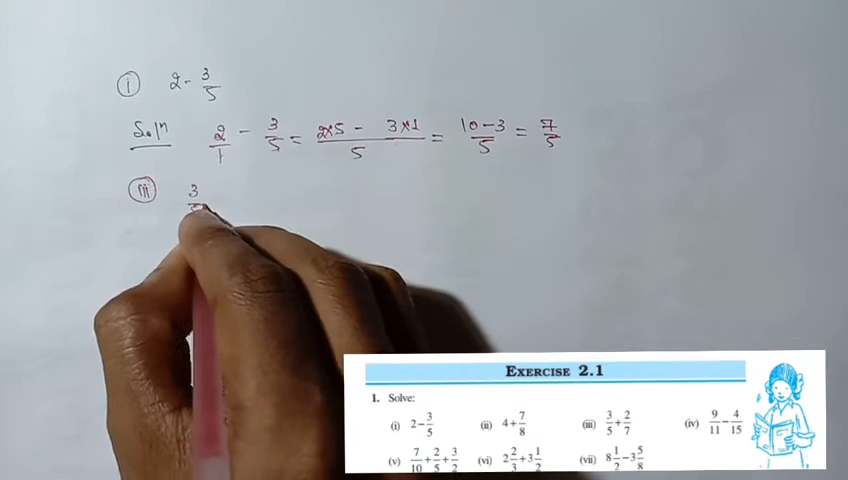 (i) 2 - 3/5
Soln 2/1 - 3/5 = 2×5 - 3×1/5 = 10-3/5 = 7/5
(iii) 3
EXERCISE 2.1
1. Solve:
(i) 2-3/5 (ii) 4+7/8 (iii) 3/5+2/7 (iv) 9/11-4/15
(v) 7/10+2/5+3/2 (vi) 2 2/3+3 1/2 (vii) 8 1/2-3 5/8